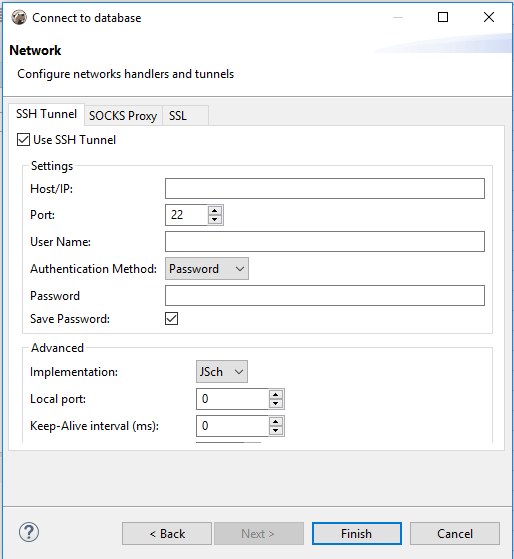 Connect to database
Network
Configure networks handlers and tunnels
SSH Tunnel SOCKS Proxy SSL
Use SSH Tunnel
Settings
Host/IP:
Port: 22
User Name:
Authentication Method: Password
Password
Save Password:
Advanced
Implementation: JSch
Local port: 0
Keep-Alive interval (ms): 0
? < Back Next > Finish Cancel